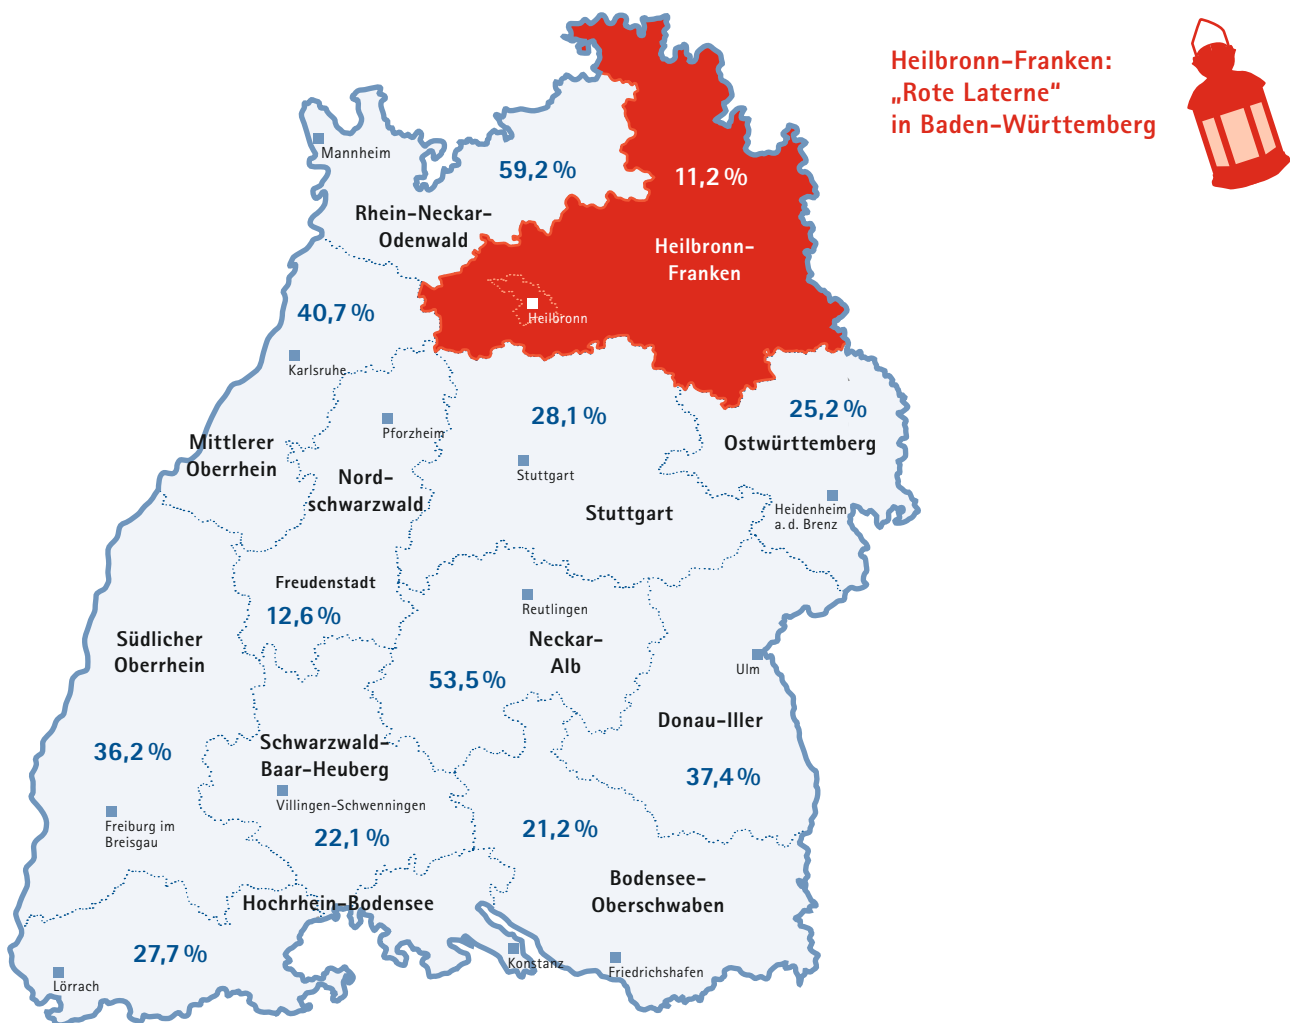 Heilbronn-Franken:
„Rote Laterne“
in Baden-Württemberg
Mannheim
59,2 %
11,2 %
Rhein-Neckar-
Odenwald
Heilbronn-
Franken
40,7 %
Heilbronn
Karlsruhe
28,1 %
25,2 %
Pforzheim
Mittlerer
Oberrhein
Ostwürttemberg
Nord-
schwarzwald
Stuttgart
Stuttgart
Heidenheim
a. d. Brenz
Freudenstadt
12,6 %
Reutlingen
Südlicher
Oberrhein
Neckar-
Alb
Ulm
53,5 %
Donau-Iller
36,2 %
Schwarzwald-
Baar-Heuberg
37,4 %
Villingen-Schwenningen
Freiburg im
Breisgau
22,1 %
21,2 %
Bodensee-
Oberschwaben
Hochrhein-Bodensee
27,7 %
Konstanz
Friedrichshafen
Lörrach